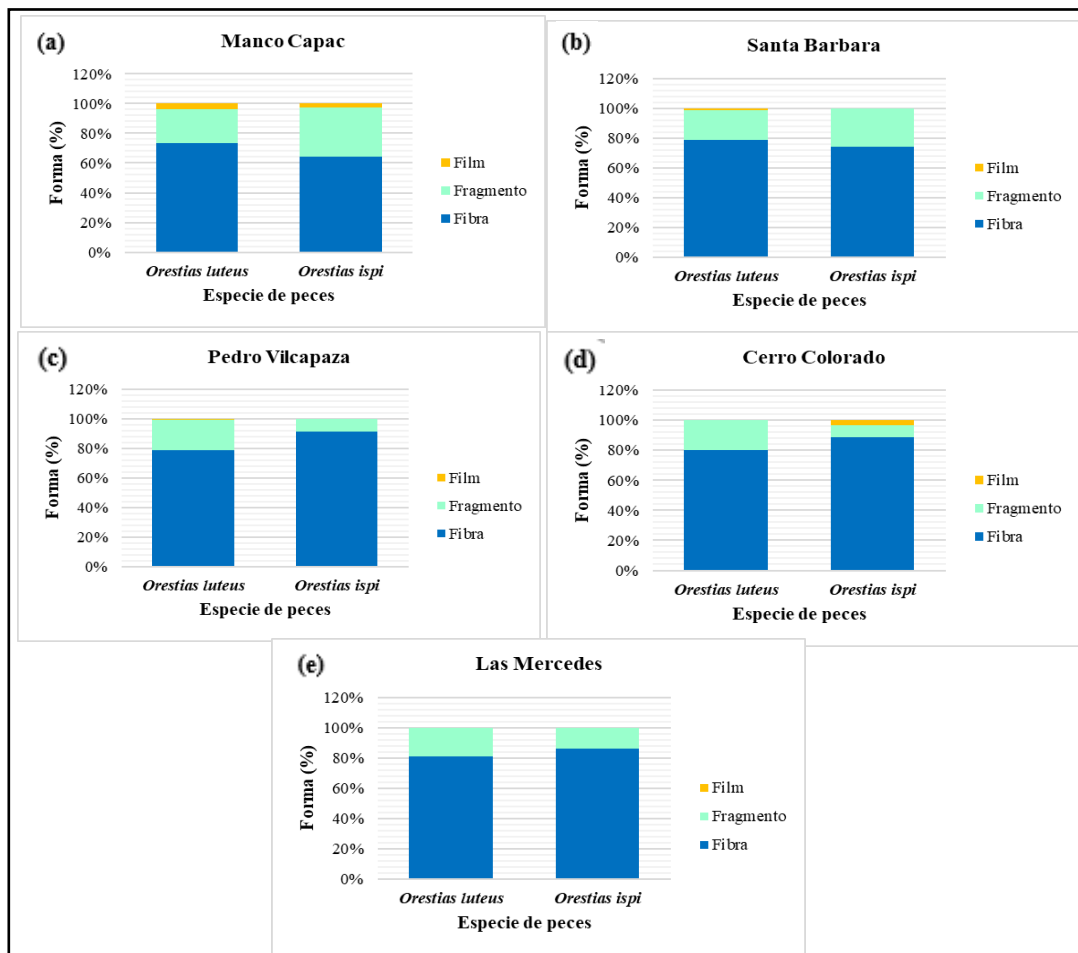 (a)
Manco Capac
120%
100%
80%
60%
40%
20%
0%
Forma (%)
Film
Fragmento
Fibra
Orestias luteus Orestias ispi
Especie de peces
(b)
Santa Barbara
120%
100%
80%
60%
40%
20%
0%
Forma (%)
Film
Fragmento
Fibra
Orestias luteus Orestias ispi
Especie de peces
(c)
Pedro Vilcapaza
120%
100%
80%
60%
40%
20%
0%
Forma (%)
Film
Fragmento
Fibra
Orestias luteus Orestias ispi
Especie de peces
(d)
Cerro Colorado
120%
100%
80%
60%
40%
20%
0%
Forma (%)
Film
Fragmento
Fibra
Orestias luteus Orestias ispi
Especie de peces
(e)
Las Mercedes
120%
100%
80%
60%
40%
20%
0%
Forma (%)
Film
Fragmento
Fibra
Orestias luteus Orestias ispi
Especie de peces